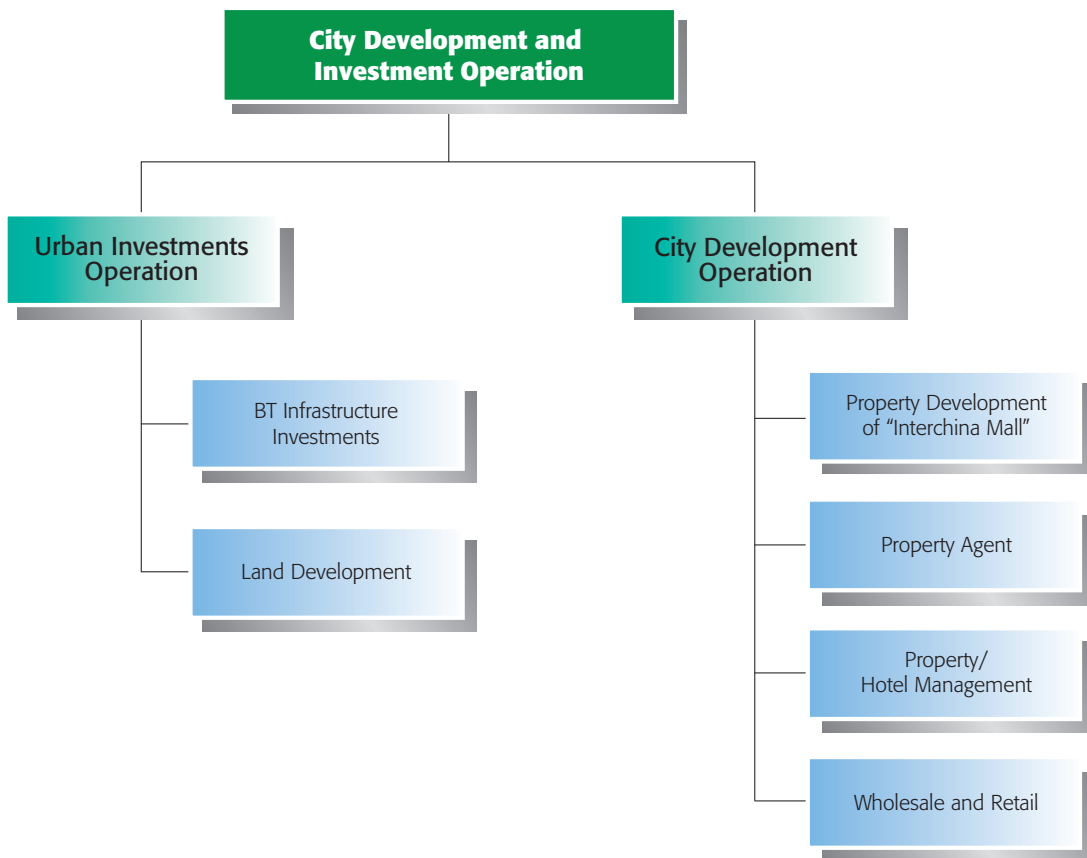 City Development and
Investment Operation
Urban Investments
Operation
BT Infrastructure
Investments
Land Development
City Development
Operation
Property Development
of “Interchina Mall”
Property Agent
Property/
Hotel Management
Wholesale and Retail